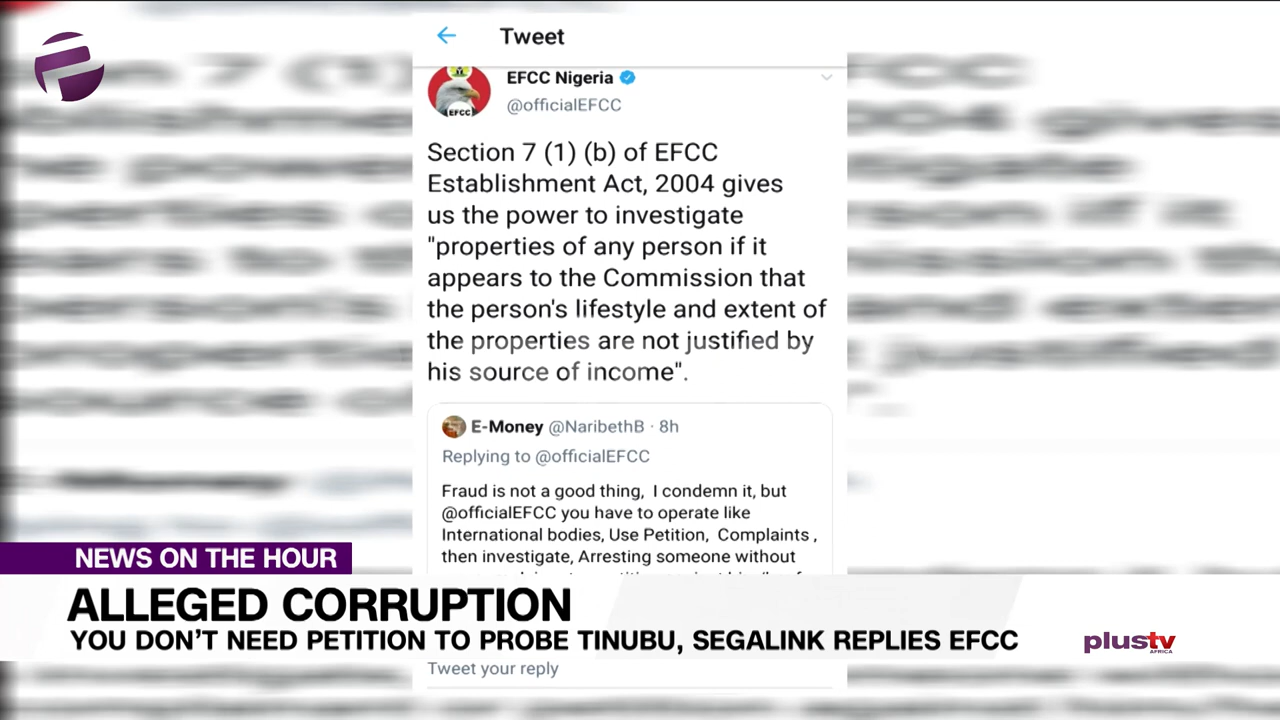 Tweet
EFCC Nigeria
@officialEFCC
EFCC
Section 7 (1) (b) of EFCC
Establishment Act, 2004 gives
us the power to investigate
"properties of any person if it
appears to the Commission that
the person's lifestyle and extent of
the properties are not justified by
his source of income".
E-Money @NaribethB · 8h
Replying to @officialEFCC
Fraud is not a good thing, I condemn it, but
@officialEFCC you have to operate like
International bodies, Use Petition, Complaints ,
then investigate, Arresting someone without
NEWS ON THE HOUR
ALLEGED CORRUPTION
YOU DON'T NEED PETITION TO PROBE TINUBU, SEGALINK REPLIES EFCC
plustv
AFRICA
Tweet your reply